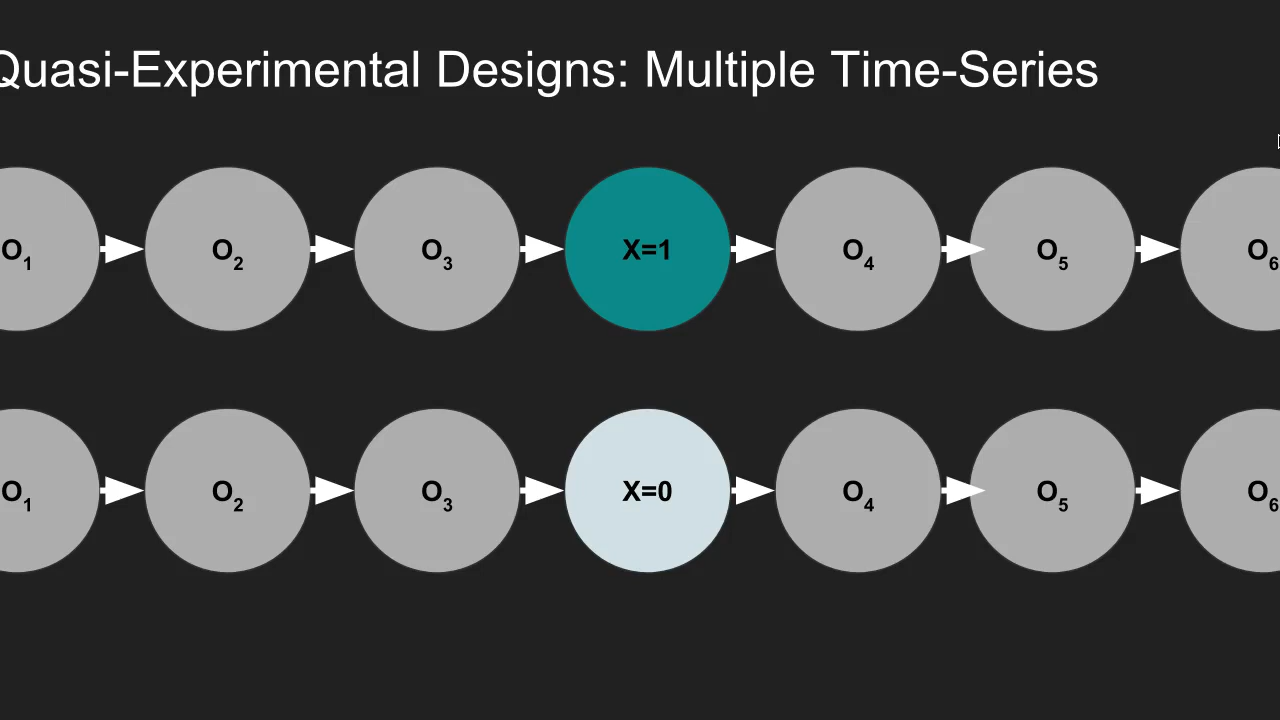 Quasi-Experimental Designs: Multiple Time-Series
O₁ O₂ O₃ X=1 O₄ O₅ O₆
O₁ O₂ O₃ X=0 O₄ O₅ O₆